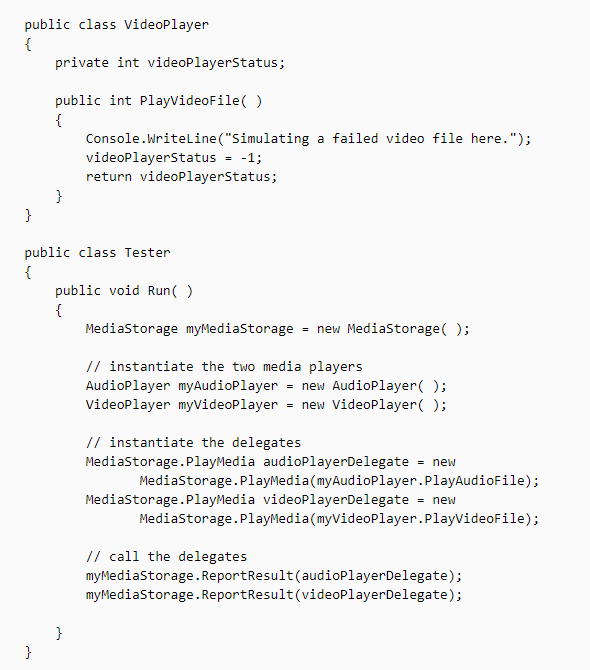 public class VideoPlayer
{
    private int videoPlayerStatus;

    public int PlayVideoFile( )
    {
        Console.WriteLine("Simulating a failed video file here.");
        videoPlayerStatus = -1;
        return videoPlayerStatus;
    }
}

public class Tester
{
    public void Run( )
    {
        MediaStorage myMediaStorage = new MediaStorage( );

        // instantiate the two media players
        AudioPlayer myAudioPlayer = new AudioPlayer( );
        VideoPlayer myVideoPlayer = new VideoPlayer( );

        // instantiate the delegates
        MediaStorage.PlayMedia audioPlayerDelegate = new
               MediaStorage.PlayMedia(myAudioPlayer.PlayAudioFile);
        MediaStorage.PlayMedia videoPlayerDelegate = new
               MediaStorage.PlayMedia(myVideoPlayer.PlayVideoFile);

        // call the delegates
        myMediaStorage.ReportResult(audioPlayerDelegate);
        myMediaStorage.ReportResult(videoPlayerDelegate);

    }
}